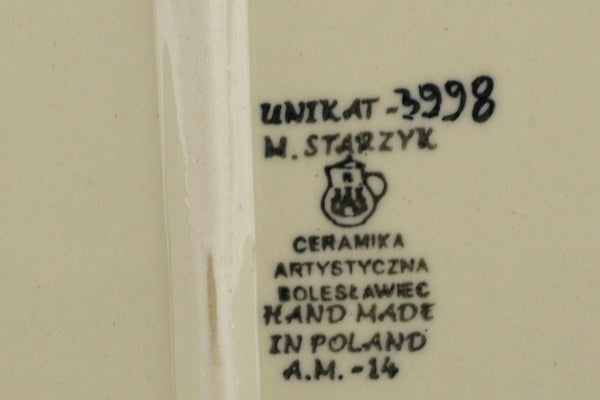 UNIKAT -3998
M. STARZYK
CERAMIKA
ARTYSTYCZNA
BOLESŁAWIEC
HAND MADE
IN POLAND
A.M. -14